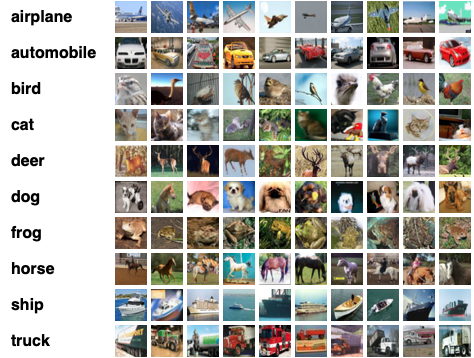 airplane
automobile
bird
cat
deer
dog
frog
horse
ship
truck